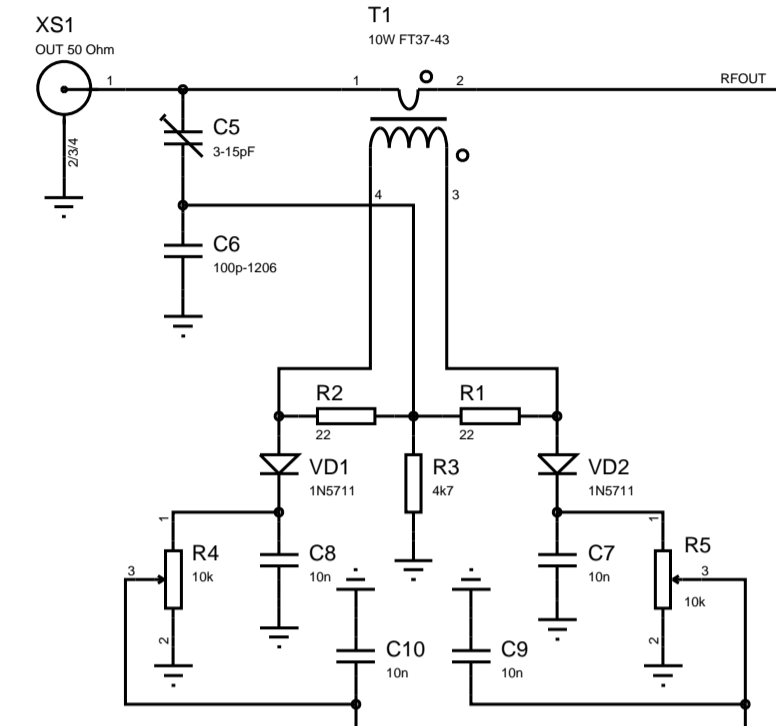 XS1
OUT 50 Ohm
T1
10W FT37-43
1
1
2
RFOUT
C5
3-15pF
2/3/4
4
3
C6
100p-1206
R2
22
R1
22
VD1
1N5711
R3
4k7
VD2
1N5711
1
R4
10k
3
2
C8
10n
C7
10n
1
R5
10k
3
2
C10
10n
C9
10n